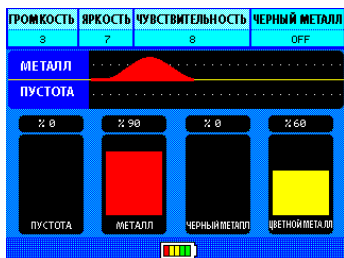 ГРОМКОСТЬ ЯРКОСТЬ ЧУВСТВИТЕЛЬНОСТЬ ЧЕРНЫЙ МЕТАЛЛ
3 7 8 OFF
МЕТАЛЛ
ПУСТОТА
% 0 % 90 % 0 % 60
ПУСТОТА МЕТАЛЛ ЧЕРНЫЙ МЕТАЛЛ ЦВЕТНОЙ МЕТАЛЛ